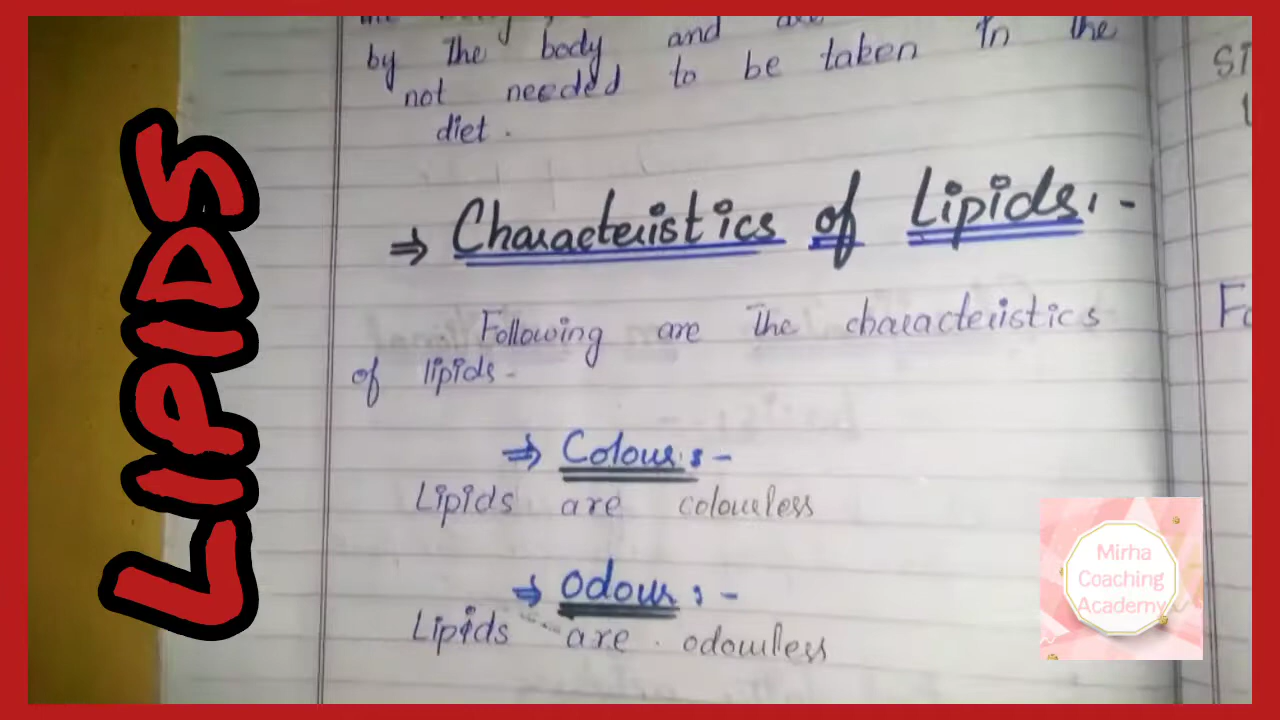 by the body and
not needed to be taken in the
diet.
⇒ Characteristics of Lipids:-
Following are the characteristics
of lipids-
⇒ Colour:-
Lipids are colourless
⇒ Odour:-
Lipids are odourless
LIPIDS
Mirha
Coaching
Academy